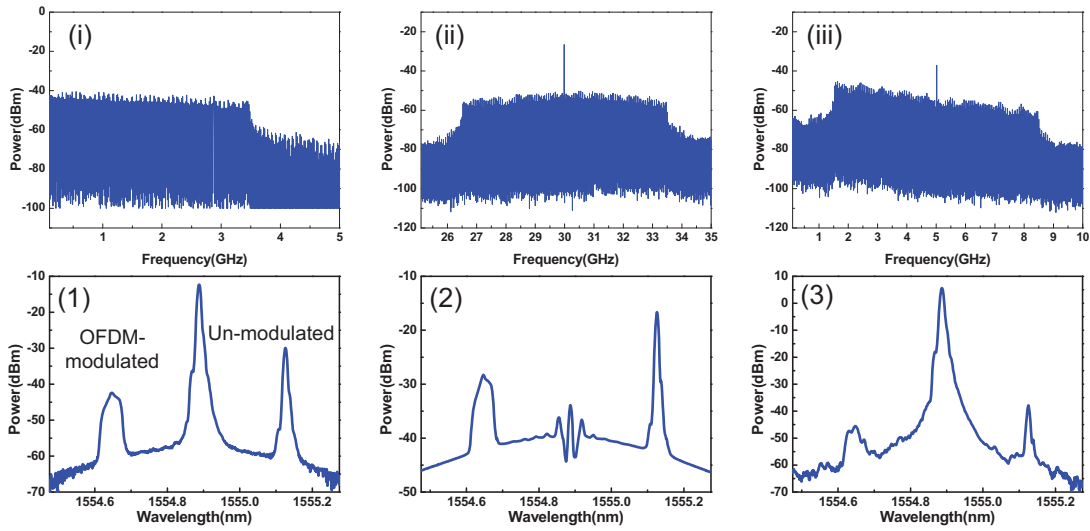 (i)
0
-20
-40
-60
-80
-100
Power(dBm)
1 2 3 4 5
Frequency(GHz)
(ii)
0
-20
-40
-60
-80
-100
-120
Power(dBm)
26 27 28 29 30 31 32 33 34 35
Frequency(GHz)
(iii)
0
-20
-40
-60
-80
-100
-120
Power(dBm)
1 2 3 4 5 6 7 8 9 10
Frequency(GHz)
(1)
OFDM-
modulated
Un-modulated
-10
-20
-30
-40
-50
-60
-70
Power(dBm)
1554.6 1554.8 1555.0 1555.2
Wavelength(nm)
(2)
-10
-20
-30
-40
-50
Power(dBm)
1554.6 1554.8 1555.0 1555.2
Wavelength(nm)
(3)
10
0
-10
-20
-30
-40
-50
-60
Power(dBm)
1554.6 1554.8 1555.0 1555.2
Wavelength(nm)